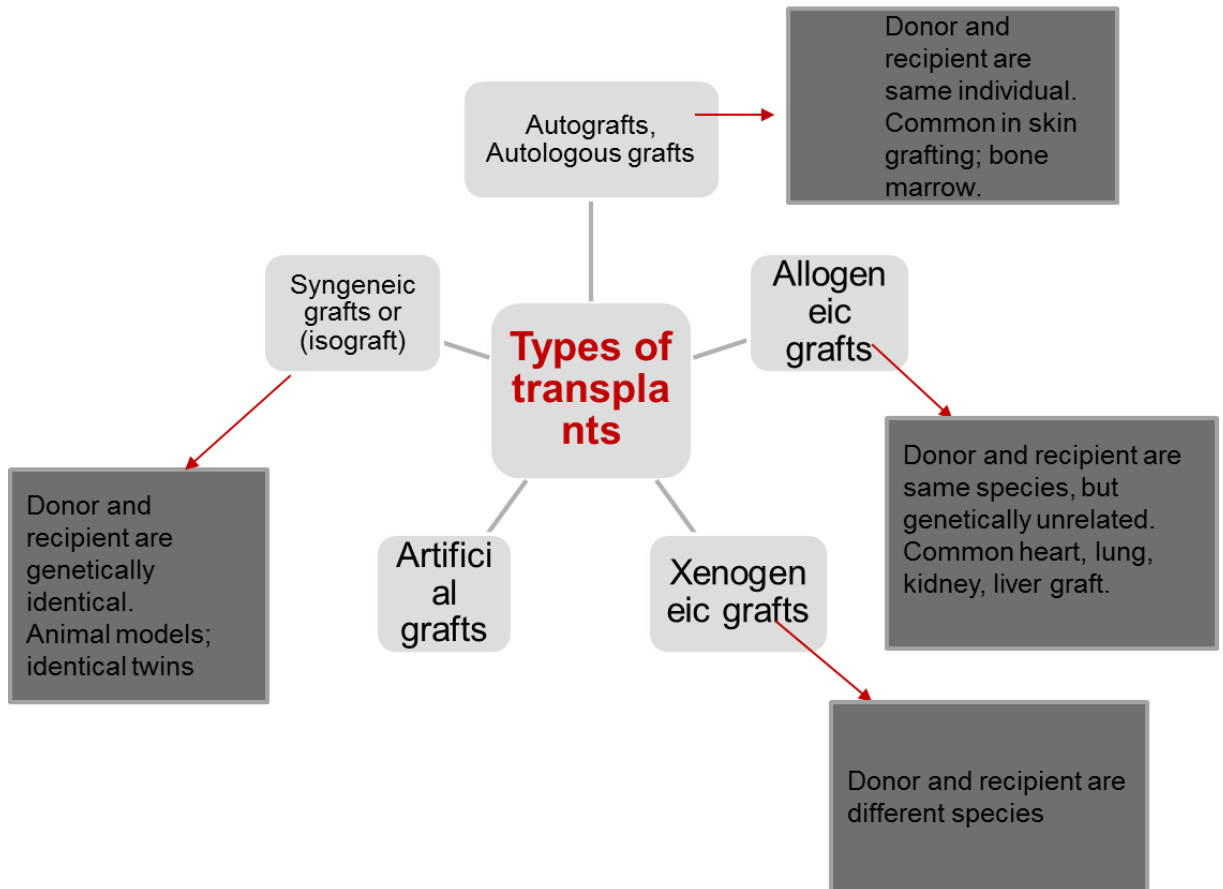 Autografts,
Autologous grafts
Donor and
recipient are
same individual.
Common in skin
grafting; bone
marrow.
Syngeneic
grafts or
(isograft)
Allogen
eic
grafts
Types of
transpla
nts
Donor and
recipient are
genetically
identical.
Animal models;
identical twins
Artifici
al
grafts
Xenogen
eic grafts
Donor and recipient are
same species, but
genetically unrelated.
Common heart, lung,
kidney, liver graft.
Donor and recipient are
different species